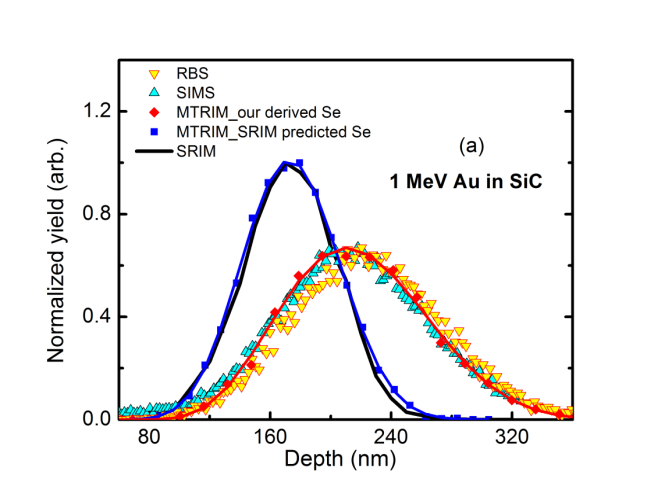 RBS
SIMS
MTRIM_our derived Se
MTRIM_SRIM predicted Se
SRIM
(a)
1 MeV Au in SiC
Normalized yield (arb.)
1.2
0.8
0.4
0.0
80 160 240 320
Depth (nm)